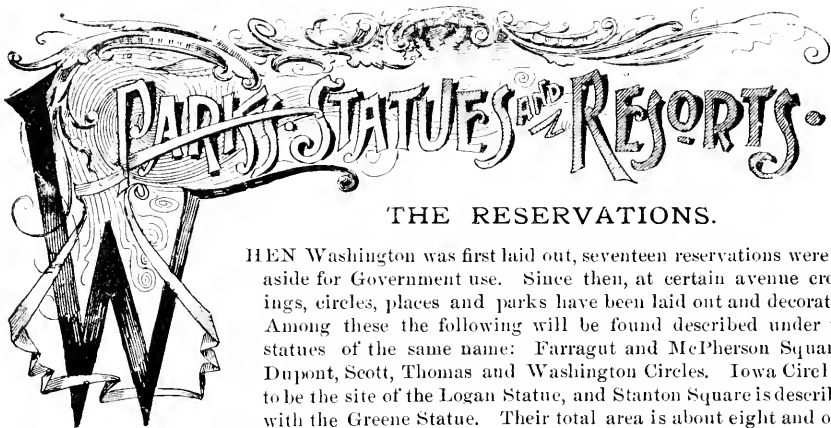 PARKS·STATUES AND RESORTS·
THE RESERVATIONS.
WHEN Washington was first laid out, seventeen reservations were
aside for Government use. Since then, at certain avenue cro
ings, circles, places and parks have been laid out and decorat
Among these the following will be found described under
statues of the same name: Farragut and McPherson Squar
Dupont, Scott, Thomas and Washington Circles. Iowa Circl
to be the site of the Logan Statue, and Stanton Square is descril
with the Greene Statue. Their total area is about eight and o